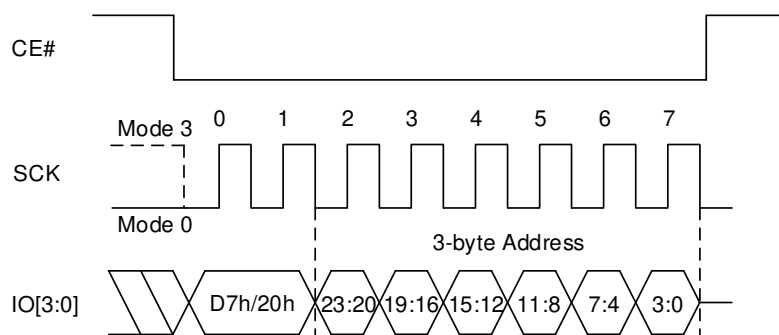 CE#
Mode 3 0 1 2 3 4 5 6 7
SCK
Mode 0
3-byte Address
IO[3:0] D7h/20h 23:20 19:16 15:12 11:8 7:4 3:0